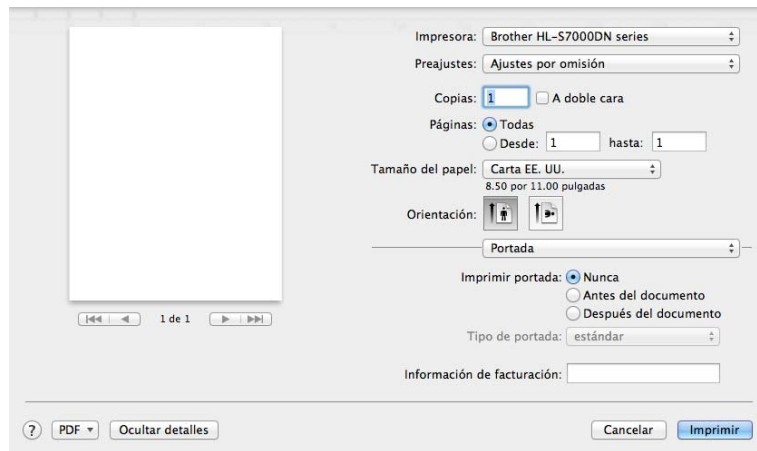 Impresora: Brother HL-S7000DN series
Preajustes: Ajustes por omisión
Copias: 1 A doble cara
Páginas: Todas
Desde: 1 hasta: 1
Tamaño del papel: Carta EE. UU.
8.50 por 11.00 pulgadas
Orientación:
Portada
Imprimir portada: Nunca
Antes del documento
Después del documento
Tipo de portada: estándar
Información de facturación:
1 de 1
? PDF Ocultar detalles Cancelar Imprimir